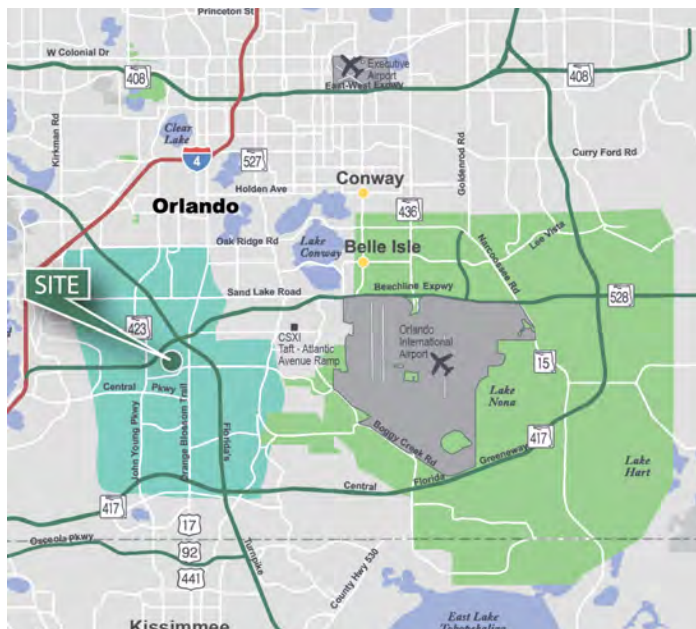 Princeton St
W Colonial Dr
408
Executive
Airport
East-West Expwy
408
Kirkman Rd
Clear
Lake
4
527
Goldenrod Rd
Curry Ford Rd
Holden Ave
Conway
Orlando
436
Oak Ridge Rd
Lake
Conway
Belle Isle
Narcoossee Rd
Lee Vista
SITE
Sand Lake Road
Beachline Expwy
528
423
CSXI
Taft - Atlantic
Avenue Ramp
Orlando
International
Airport
15
Central Pkwy
John Young Pkwy
Orange Blossom Trail
Florida's
Lake
Nona
Boggy Creek Rd
417
Greeneway
Lake
Hart
Central
Florida
417
17
Osceola Pkwy
92
441
Turnpike
County Hwy 530
East Lake
Kissimmee